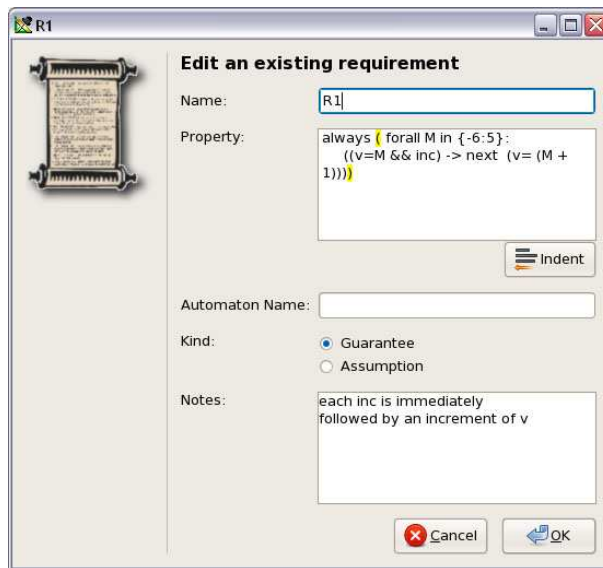 R1
Edit an existing requirement
Name:
R1
Property:
always ( forall M in {-6:5}:
((v=M && inc) -> next (v= (M +
1))))
Indent
Automaton Name:
Kind:
Guarantee
Assumption
Notes:
each inc is immediately
followed by an increment of v
Cancel
OK